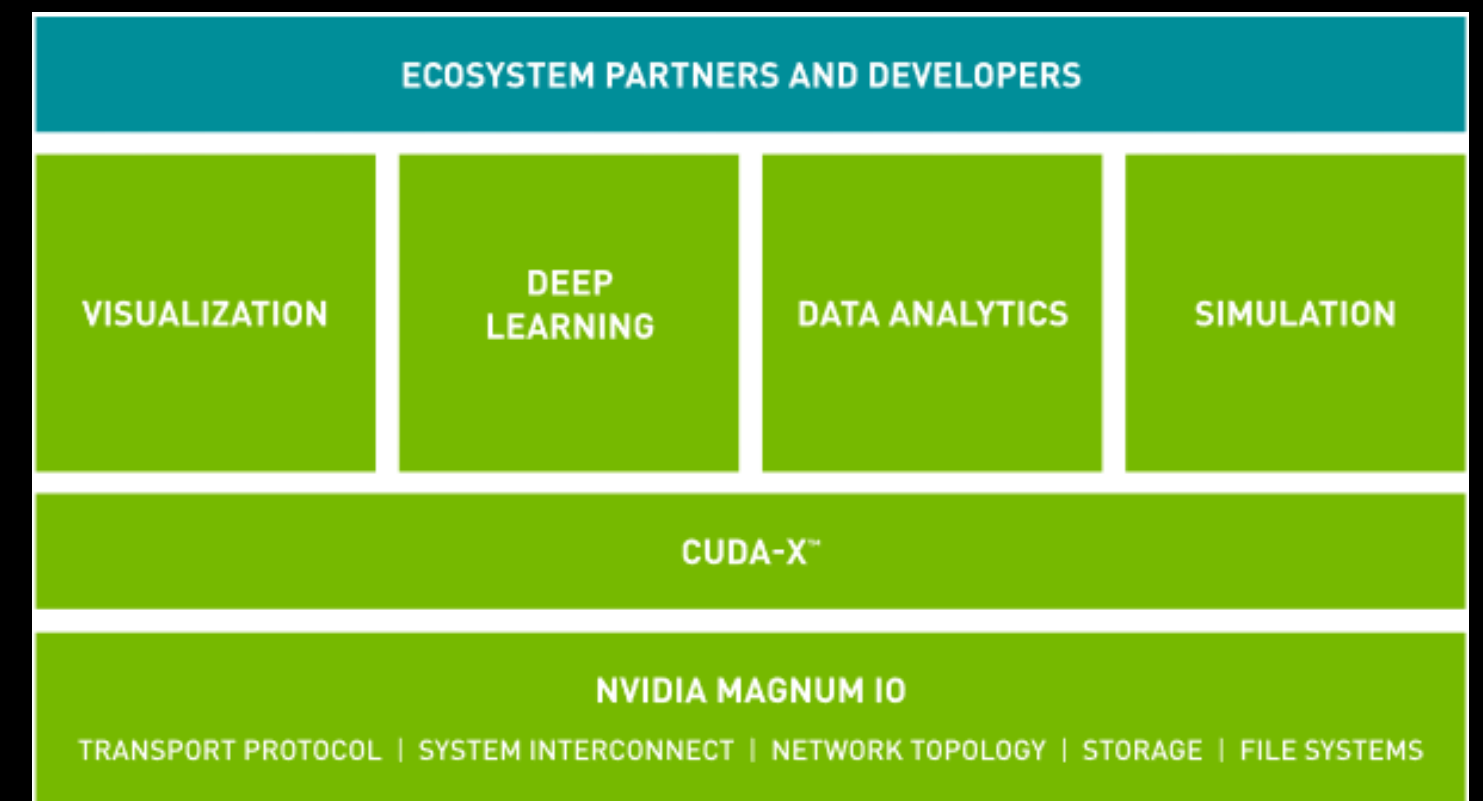 ECOSYSTEM PARTNERS AND DEVELOPERS
VISUALIZATION
DEEP
LEARNING
DATA ANALYTICS
SIMULATION
CUDA-X™
NVIDIA MAGNUM IO
TRANSPORT PROTOCOL | SYSTEM INTERCONNECT | NETWORK TOPOLOGY | STORAGE | FILE SYSTEMS